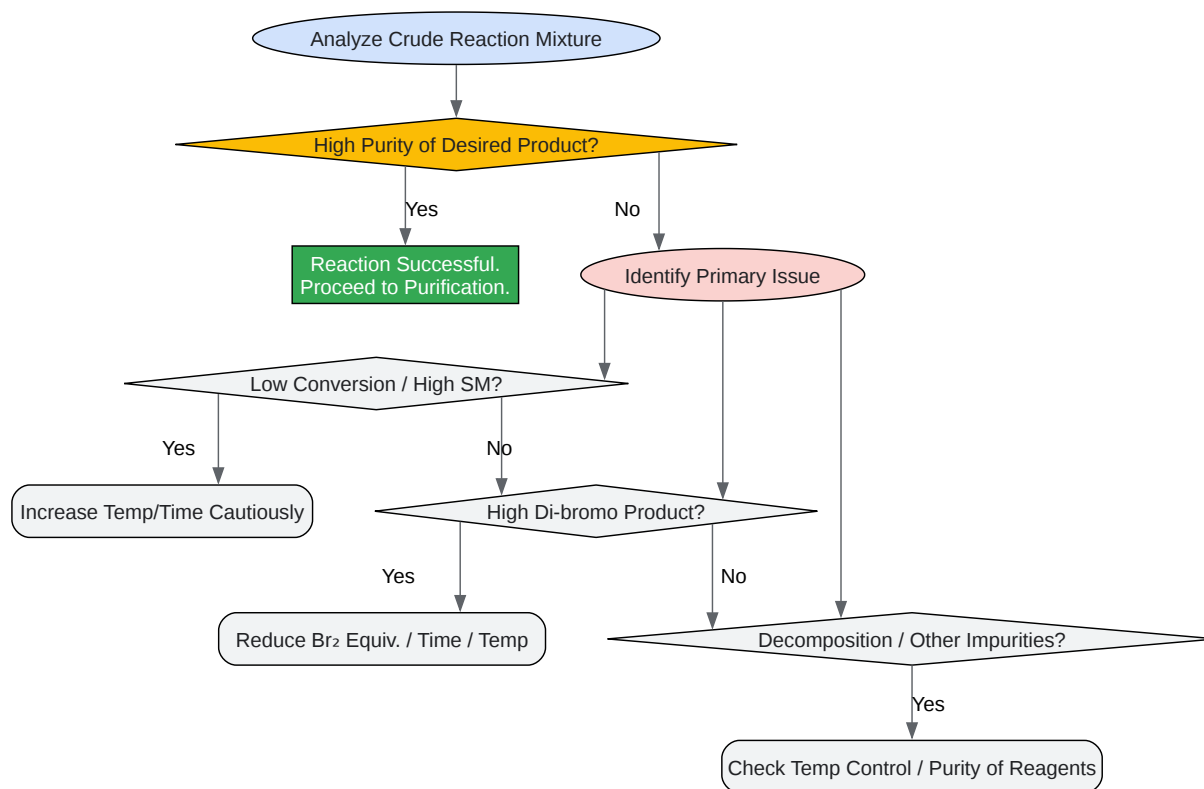 Analyze Crude Reaction Mixture
High Purity of Desired Product?
Yes
No
Reaction Successful.
Proceed to Purification.
Identify Primary Issue
Low Conversion / High SM?
Yes
No
Increase Temp/Time Cautiously
High Di-bromo Product?
Yes
No
Reduce Br₂ Equiv. / Time / Temp
Decomposition / Other Impurities?
Yes
Check Temp Control / Purity of Reagents